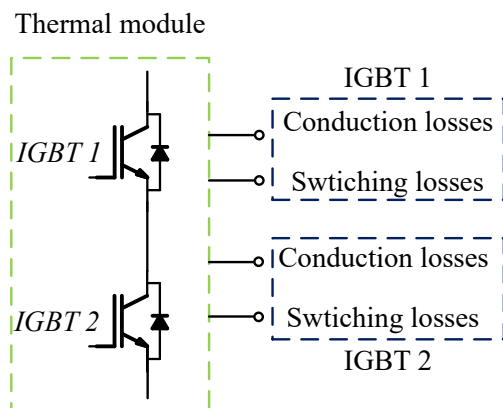 Thermal module
IGBT 1
Conduction losses
IGBT 1
Swtiching losses
Conduction losses
IGBT 2
Swtiching losses
IGBT 2